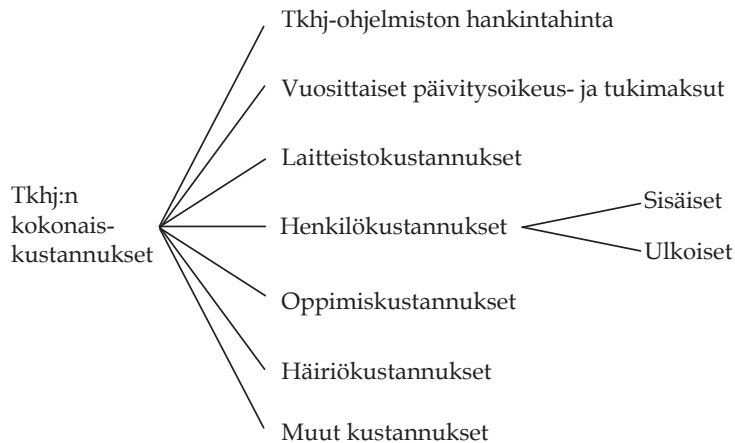 Tkhj-ohjelmiston hankintahinta
Vuosittaiset päivitysoikeus- ja tukimaksut
Laitteistokustannukset
Tkhj:n
kokonais-
kustannukset
Henkilökustannukset
Sisäiset
Ulkoiset
Oppimiskustannukset
Häiriökustannukset
Muut kustannukset